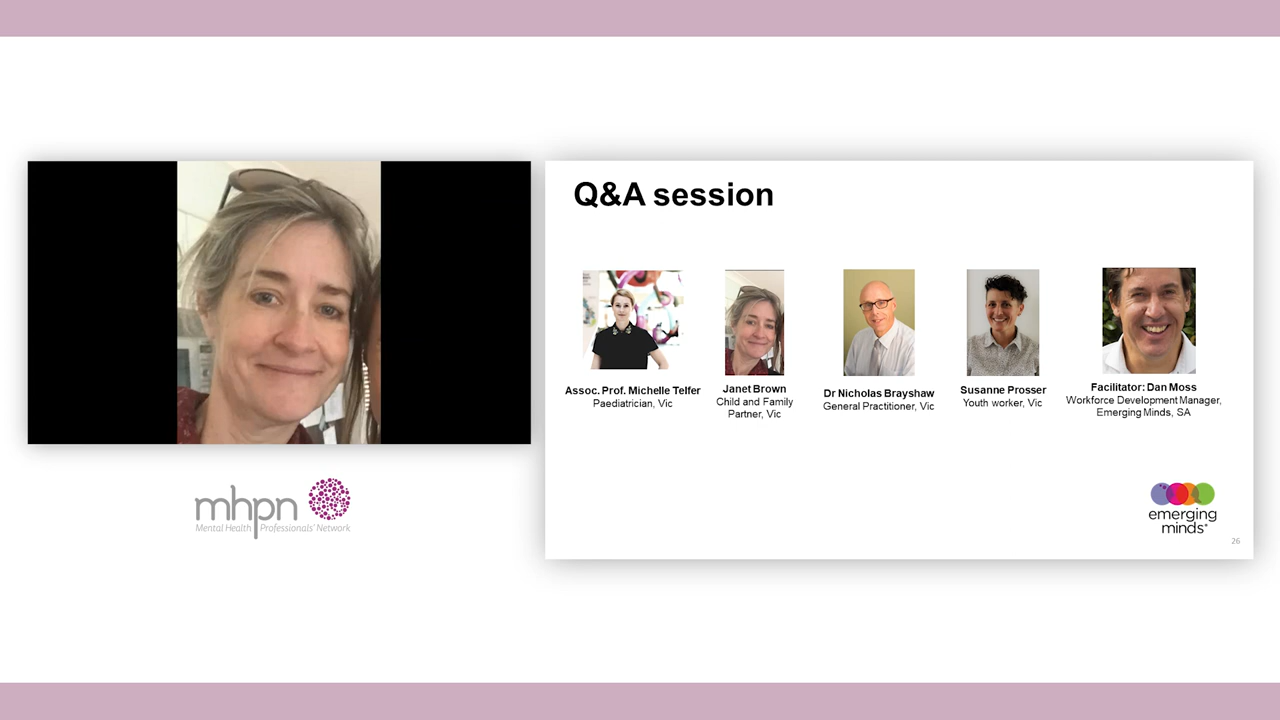 Q&A session
Assoc. Prof. Michelle Telfer
Paediatrician, Vic
Janet Brown
Child and Family
Partner, Vic
Dr Nicholas Brayshaw
General Practitioner, Vic
Susanne Prosser
Youth worker, Vic
Facilitator: Dan Moss
Workforce Development Manager,
Emerging Minds, SA
mhpn
Mental Health Professionals' Network
emerging
minds
26